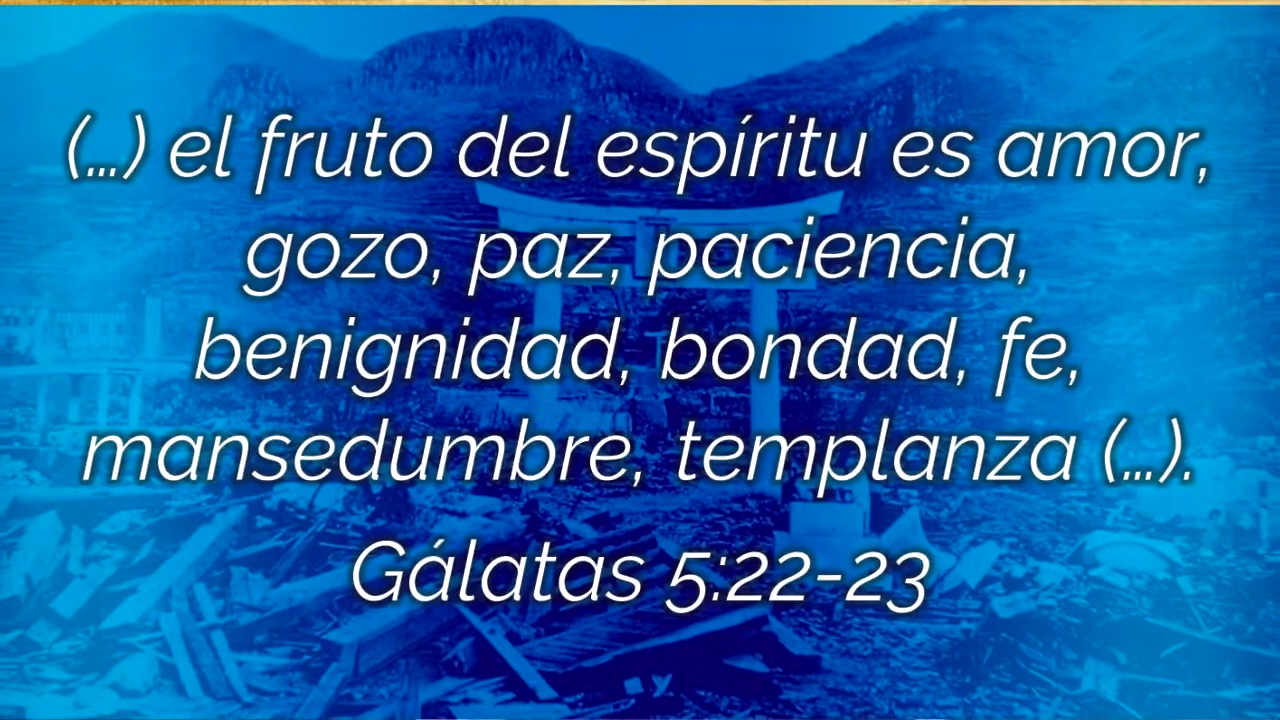 (...) el fruto del espíritu es amor,
gozo, paz, paciencia,
benignidad, bondad, fe,
mansedumbre, templanza (...).
Gálatas 5:22-23